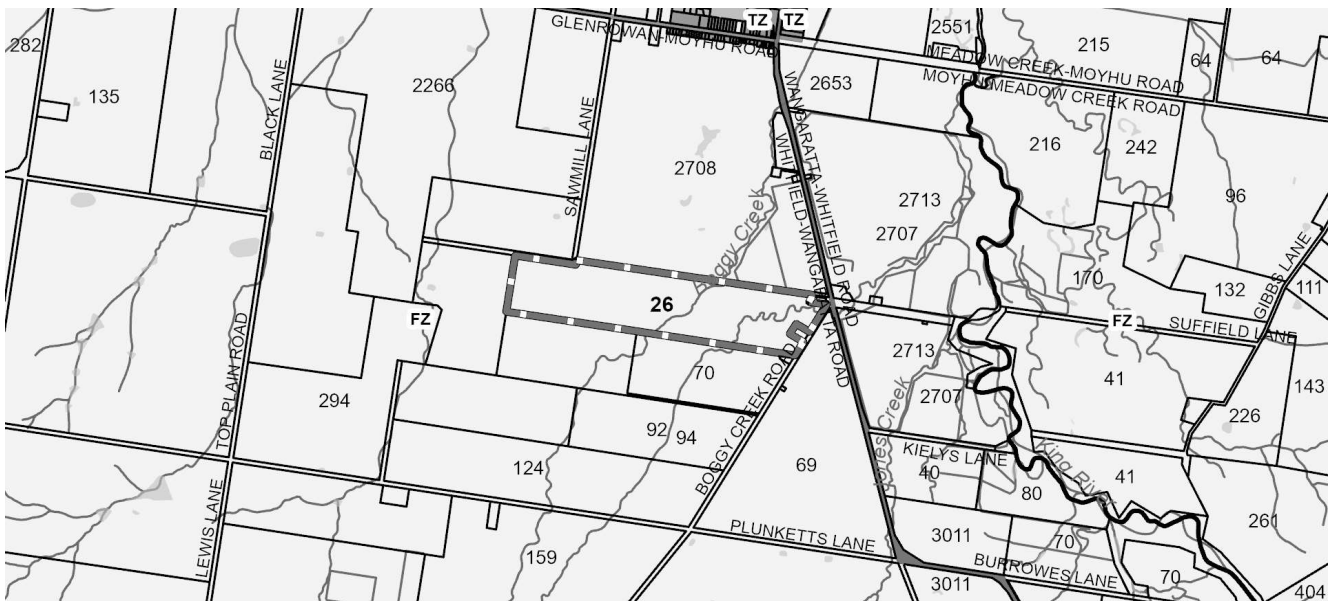 TZ
TZ
282
2551
215
64
64
GLENROWAN-MOYHU ROAD
MEADOW CREEK-MOYHU ROAD
MOYHU-MEADOW CREEK ROAD
135
BLACK LANE
2266
SAWMILL LANE
2653
WANGARATTA-WHITFIELD ROAD
WHITFIELD-WANGARATTA ROAD
2708
216
242
96
2713
2707
Boggy Creek
170
132
111
GIBBS LANE
26
FZ
FZ
SUFFIELD LANE
TOP PLAIN ROAD
294
70
BOGGY CREEK ROAD
2713
2707
41
226
143
92
94
124
69
Jones Creek
KIELYS LANE
40
80
King River
41
261
LEWIS LANE
159
PLUNKETTS LANE
3011
70
BURROWES LANE
70
3011
404